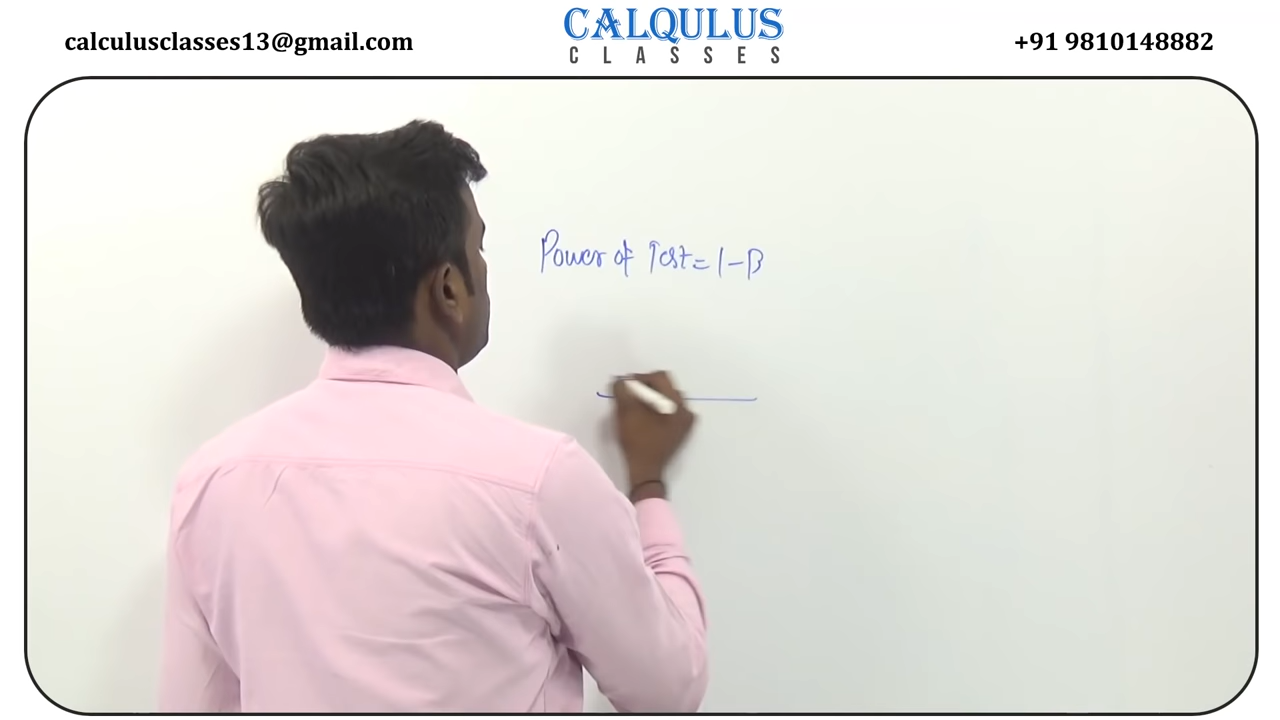 calculusclasses13@gmail.com
CALQULUS
CLASSES
+91 9810148882
Power of Test = 1 - β